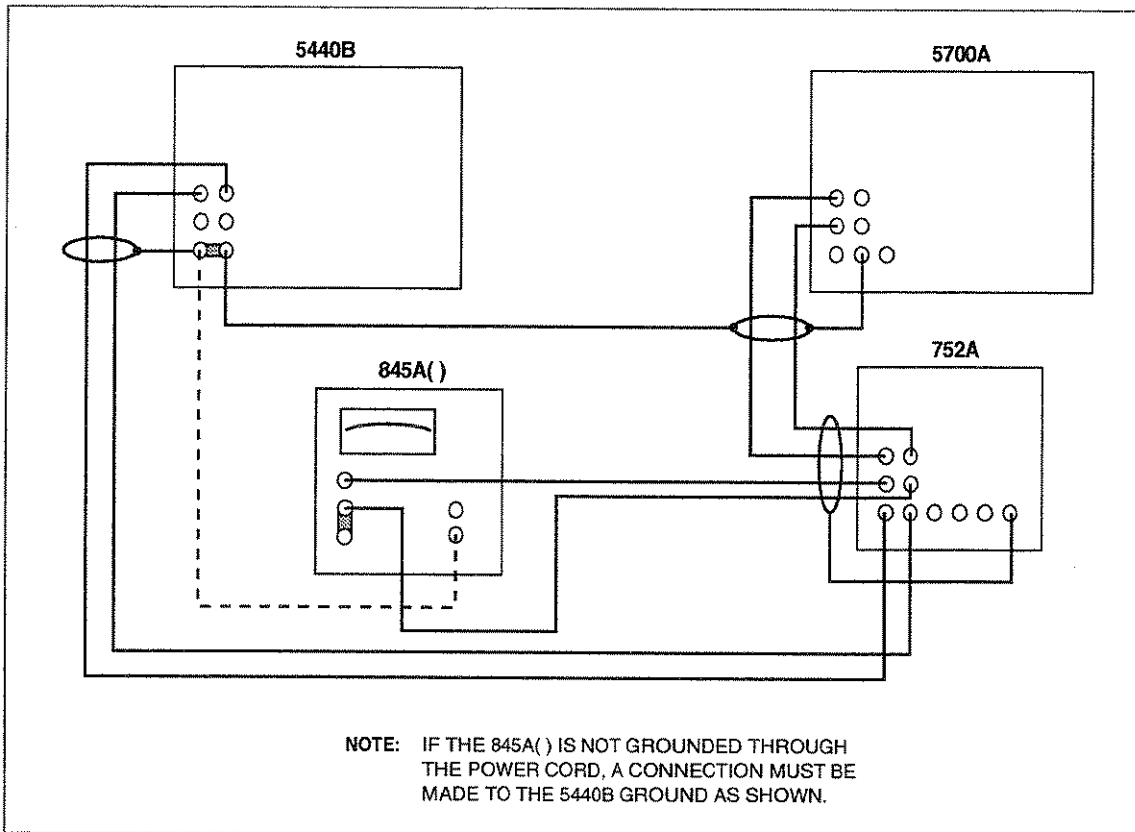 5440B
5700A
752A
845A( )
NOTE: IF THE 845A( ) IS NOT GROUNDED THROUGH
THE POWER CORD, A CONNECTION MUST BE
MADE TO THE 5440B GROUND AS SHOWN.